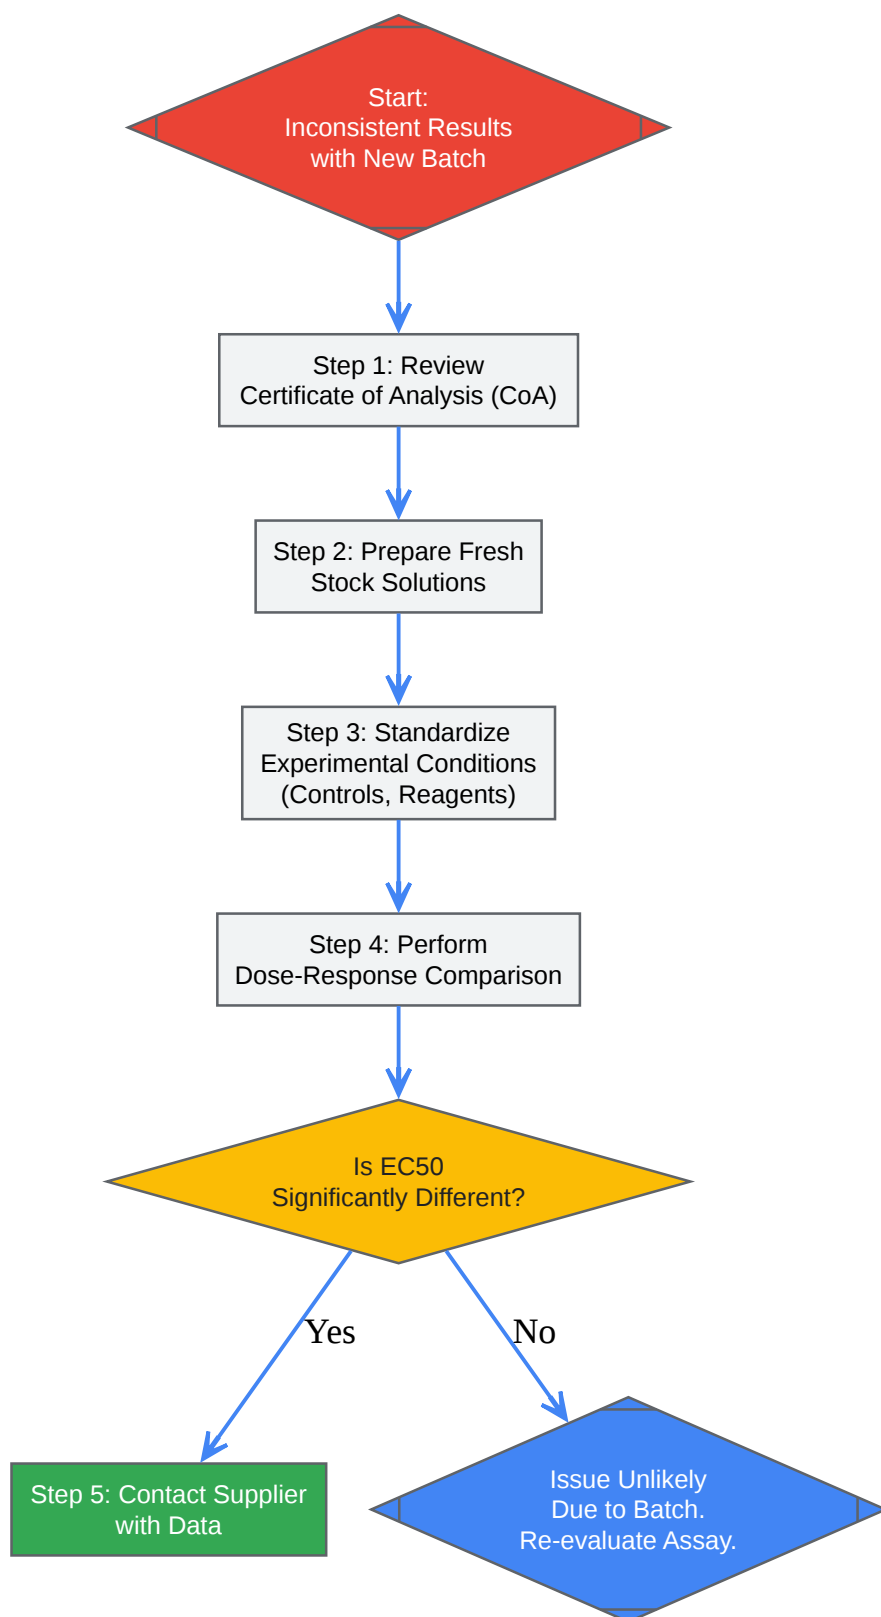 Start:
Inconsistent Results
with New Batch
Step 1: Review
Certificate of Analysis (CoA)
Step 2: Prepare Fresh
Stock Solutions
Step 3: Standardize
Experimental Conditions
(Controls, Reagents)
Step 4: Perform
Dose-Response Comparison
Is EC50
Significantly Different?
Yes
No
Step 5: Contact Supplier
with Data
Issue Unlikely
Due to Batch.
Re-evaluate Assay.